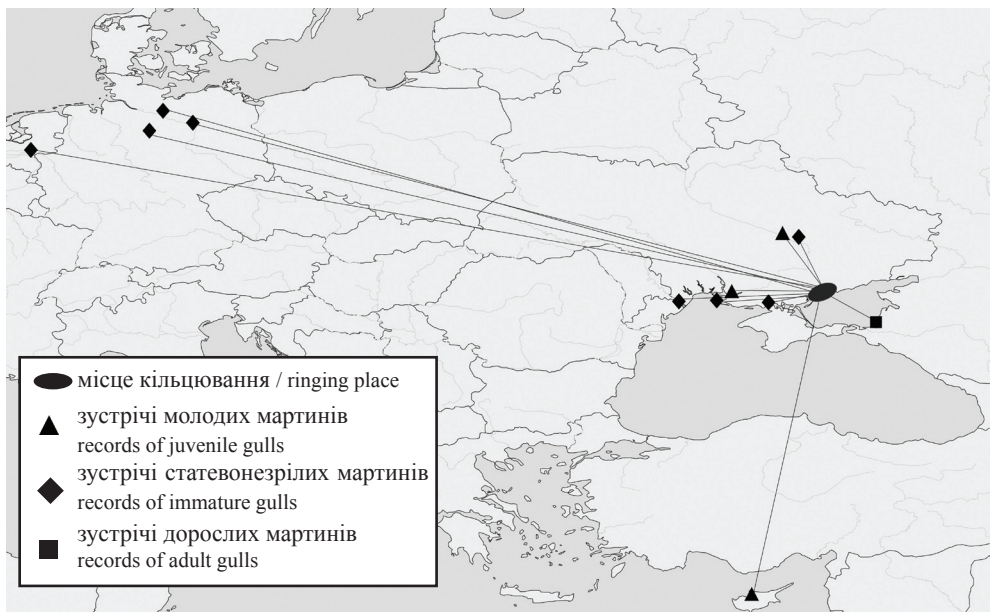 місце кільцювання / ringing place
зустрічі молодих мартинів
records of juvenile gulls
зустрічі статевонезрілих мартинів
records of immature gulls
зустрічі дорослих мартинів
records of adult gulls